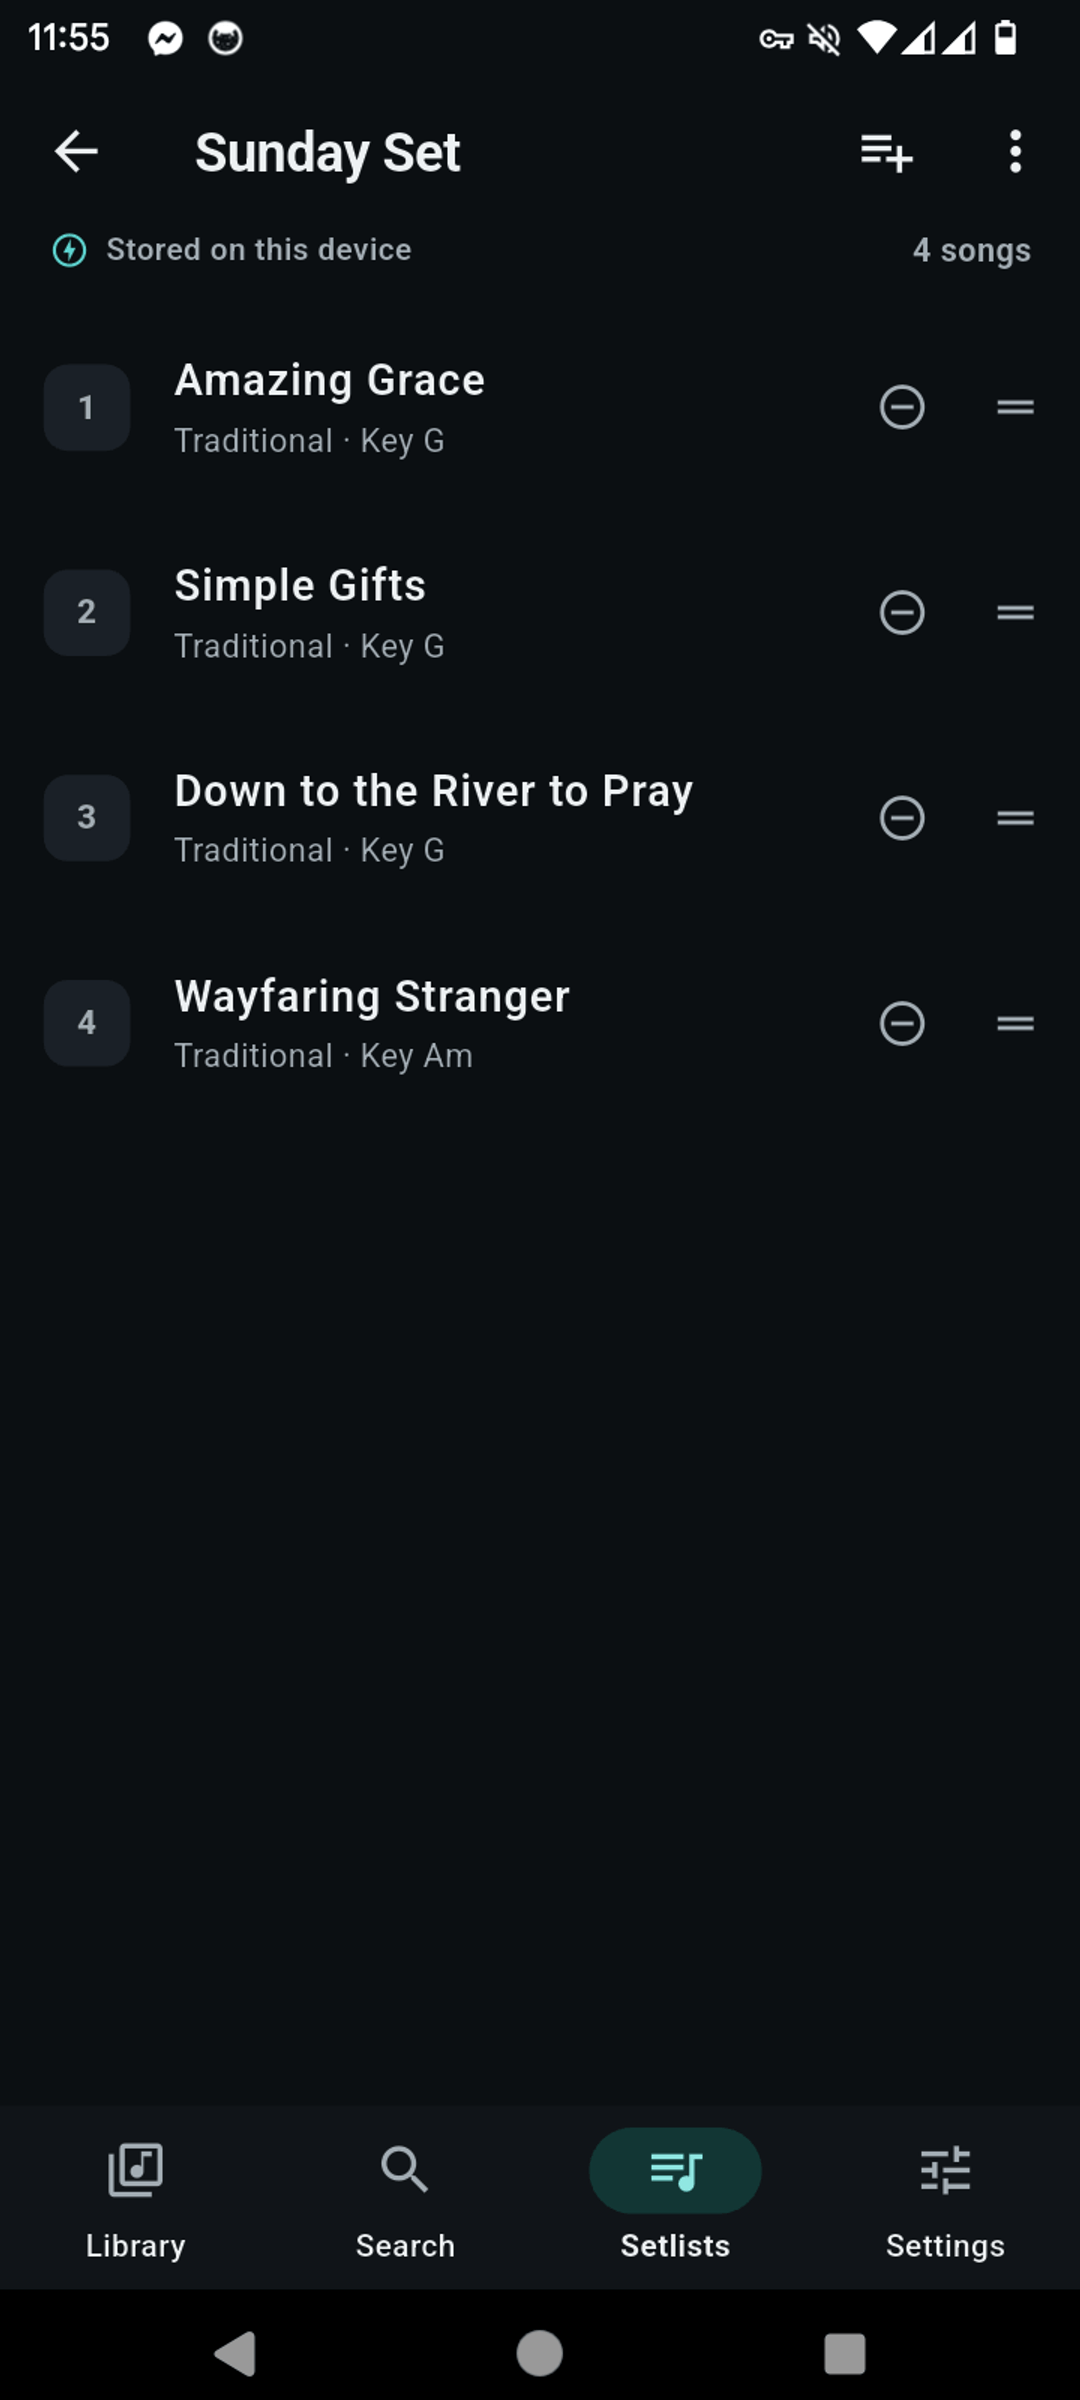 11:55
Sunday Set
Stored on this device
4 songs
1
Amazing Grace
Traditional · Key G
2
Simple Gifts
Traditional · Key G
3
Down to the River to Pray
Traditional · Key G
4
Wayfaring Stranger
Traditional · Key Am
Library
Search
Setlists
Settings